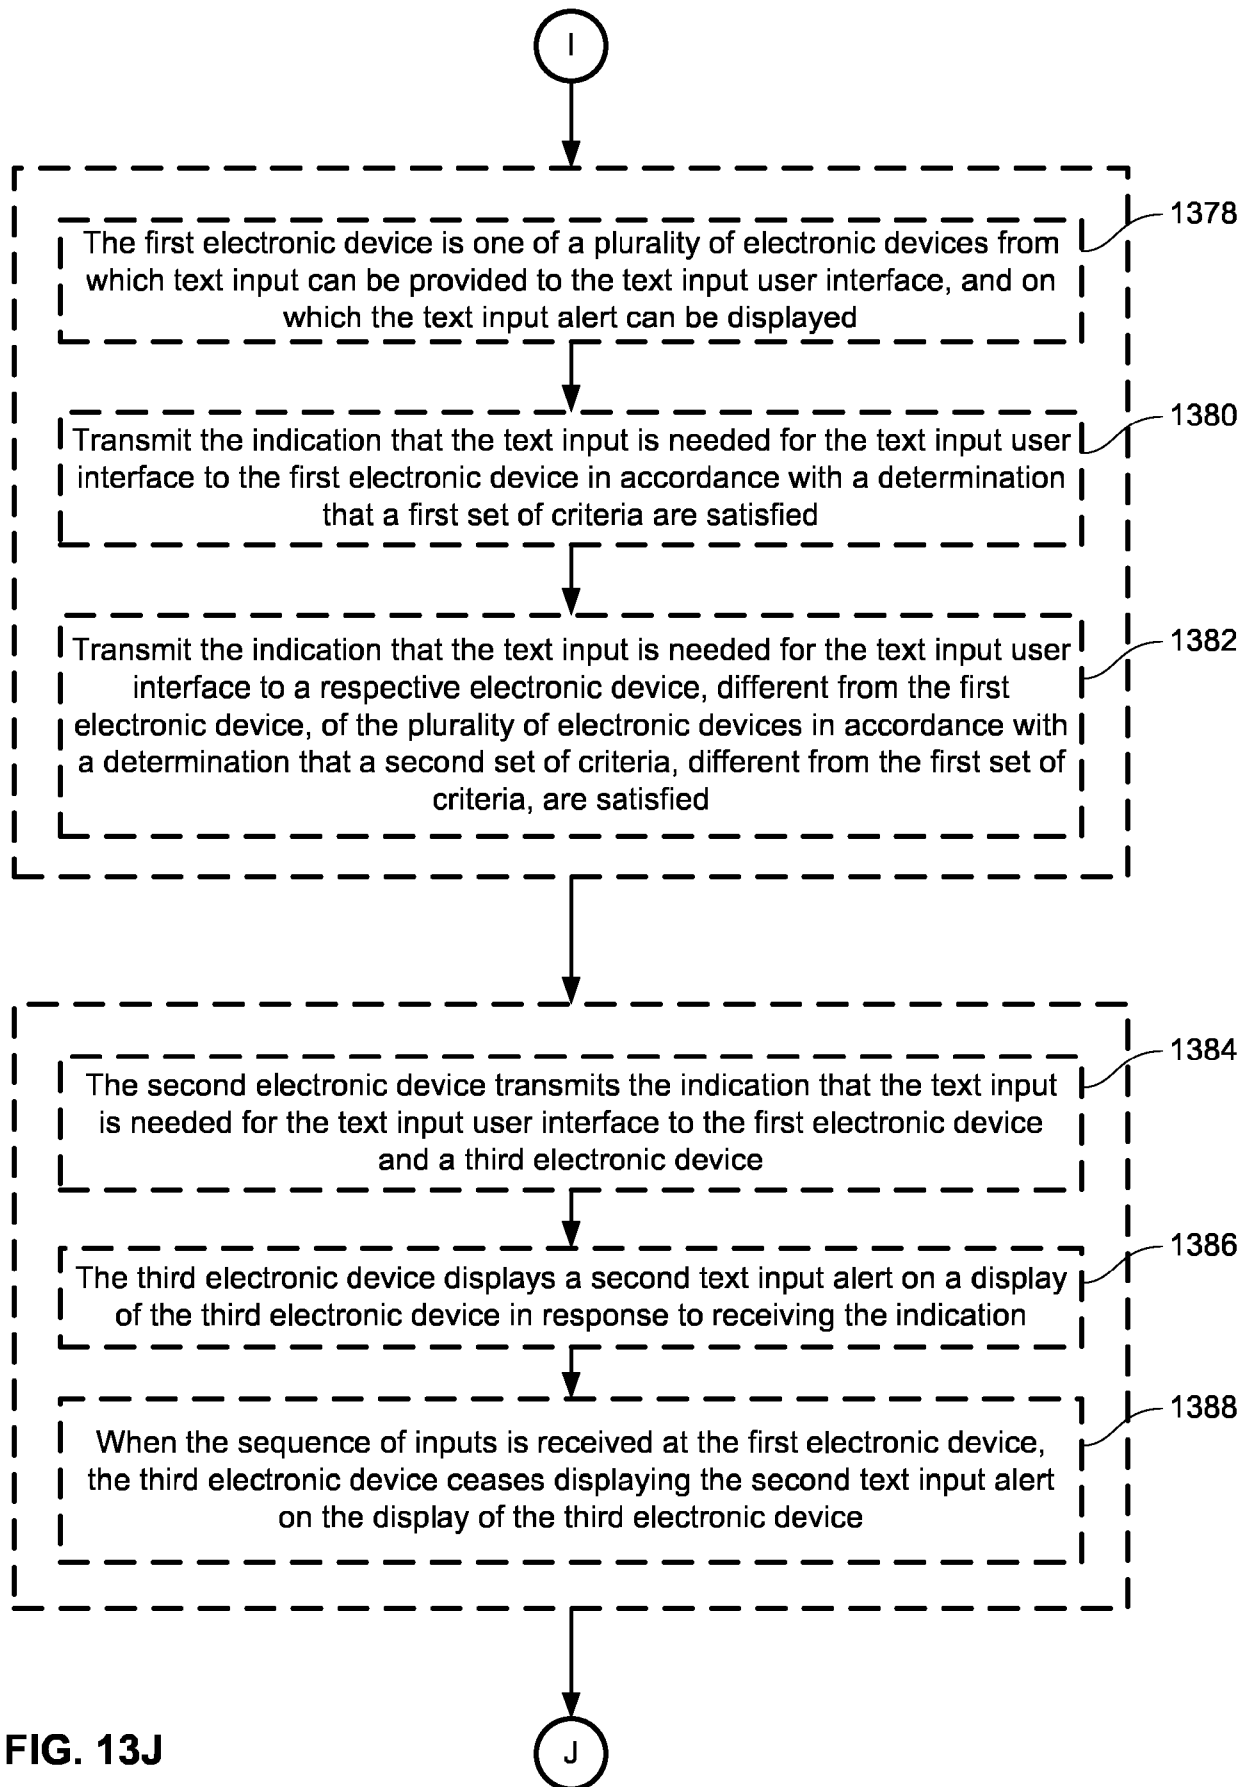 I
1378
The first electronic device is one of a plurality of electronic devices from
which text input can be provided to the text input user interface, and on
which the text input alert can be displayed
1380
Transmit the indication that the text input is needed for the text input user
interface to the first electronic device in accordance with a determination
that a first set of criteria are satisfied
1382
Transmit the indication that the text input is needed for the text input user
interface to a respective electronic device, different from the first
electronic device, of the plurality of electronic devices in accordance with
a determination that a second set of criteria, different from the first set of
criteria, are satisfied
1384
The second electronic device transmits the indication that the text input
is needed for the text input user interface to the first electronic device
and a third electronic device
1386
The third electronic device displays a second text input alert on a display
of the third electronic device in response to receiving the indication
1388
When the sequence of inputs is received at the first electronic device,
the third electronic device ceases displaying the second text input alert
on the display of the third electronic device
FIG. 13J
J